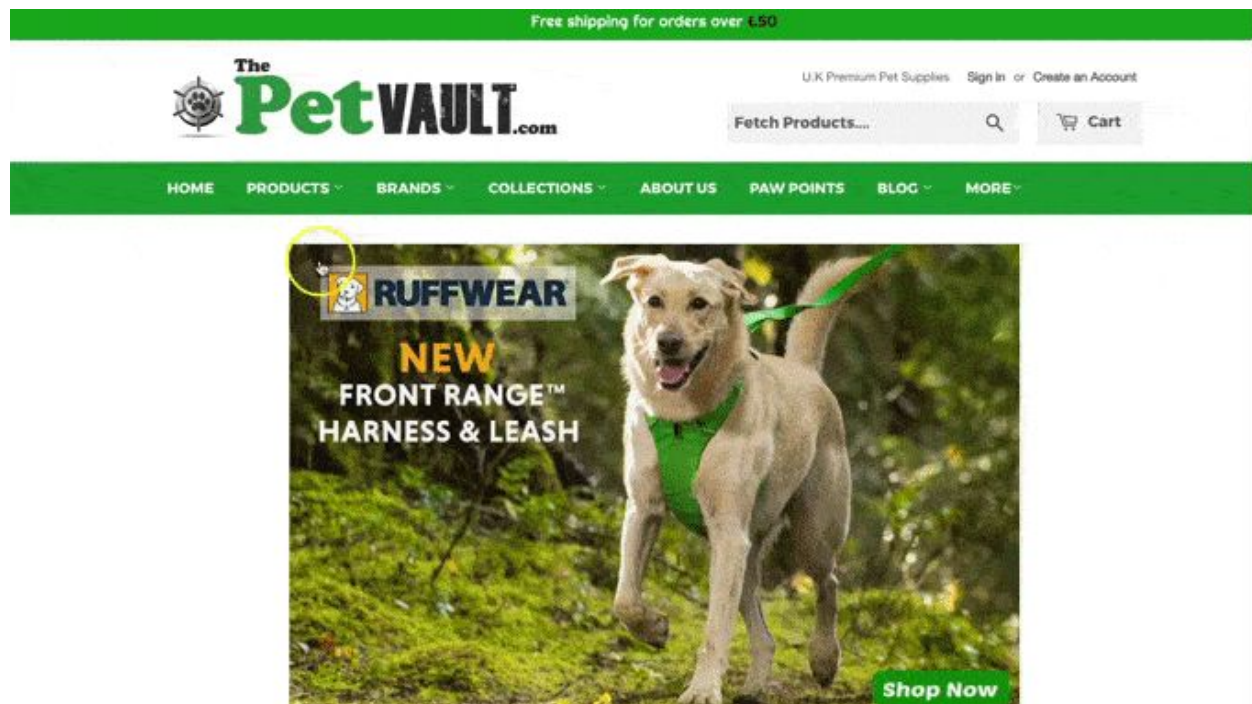 Free shipping for orders over £50
The
PetVAULT.com
U.K Premium Pet Supplies Sign in or Create an Account
Fetch Products.... Cart
HOME PRODUCTS BRANDS COLLECTIONS ABOUT US PAW POINTS BLOG MORE
RUFFWEAR
NEW
FRONT RANGE™
HARNESS & LEASH
Shop Now